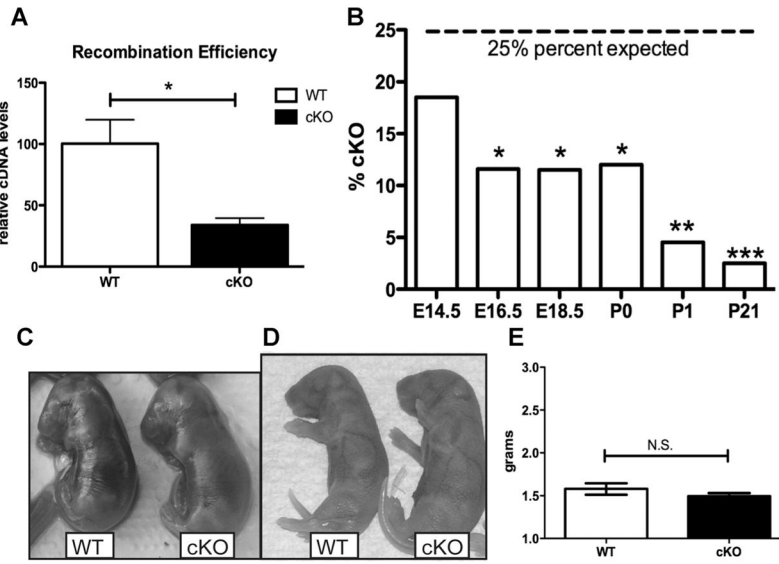 A
Recombination Efficiency
relative cDNA levels
150
100
50
0
*
WT
cKO
WT
cKO
B
25% percent expected
% cKO
25
20
15
10
5
0
*
*
*
**
***
E14.5 E16.5 E18.5 P0 P1 P21
C
WT
cKO
D
WT
cKO
E
grams
3.0
2.5
2.0
1.5
1.0
N.S.
WT
cKO